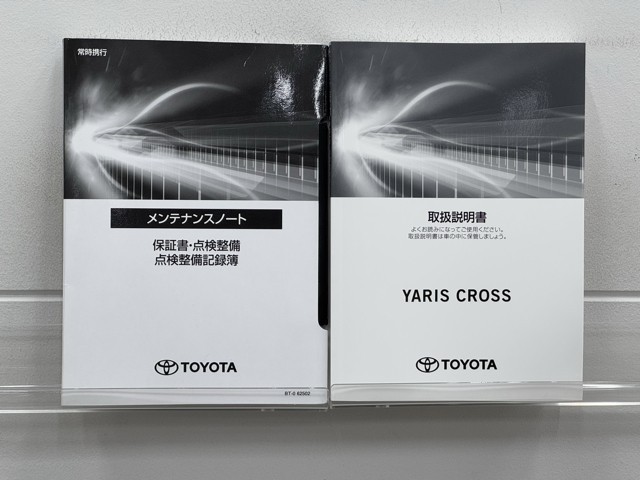 常時携行
メンテナンスノート
保証書・点検整備
点検整備記録簿
TOYOTA
BT-0 62502
取扱説明書
よくお読みになってご使用ください。
取扱説明書は車の中に保管しましょう。
YARIS CROSS
TOYOTA